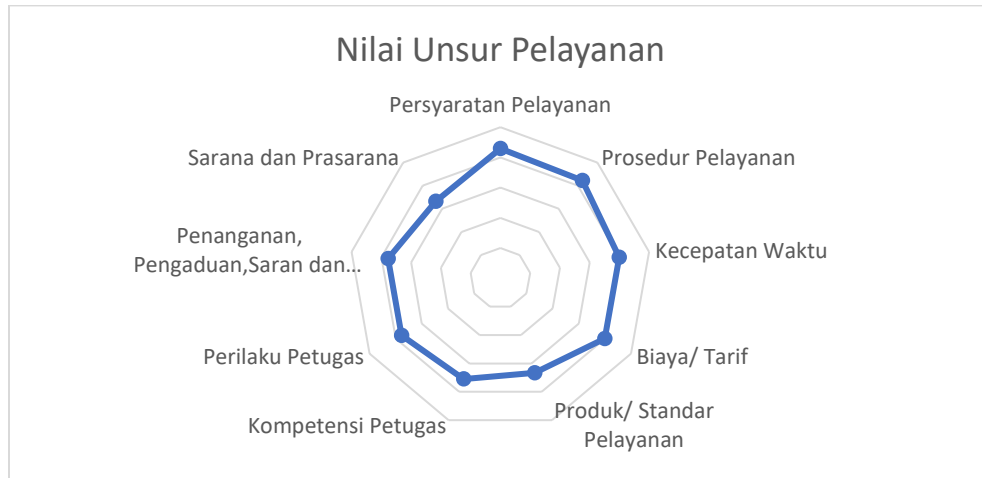 Nilai Unsur Pelayanan
Persyaratan Pelayanan
Prosedur Pelayanan
Kecepatan Waktu
Biaya/ Tarif
Produk/ Standar
Pelayanan
Kompetensi Petugas
Perilaku Petugas
Penanganan,
Pengaduan,Saran dan...
Sarana dan Prasarana